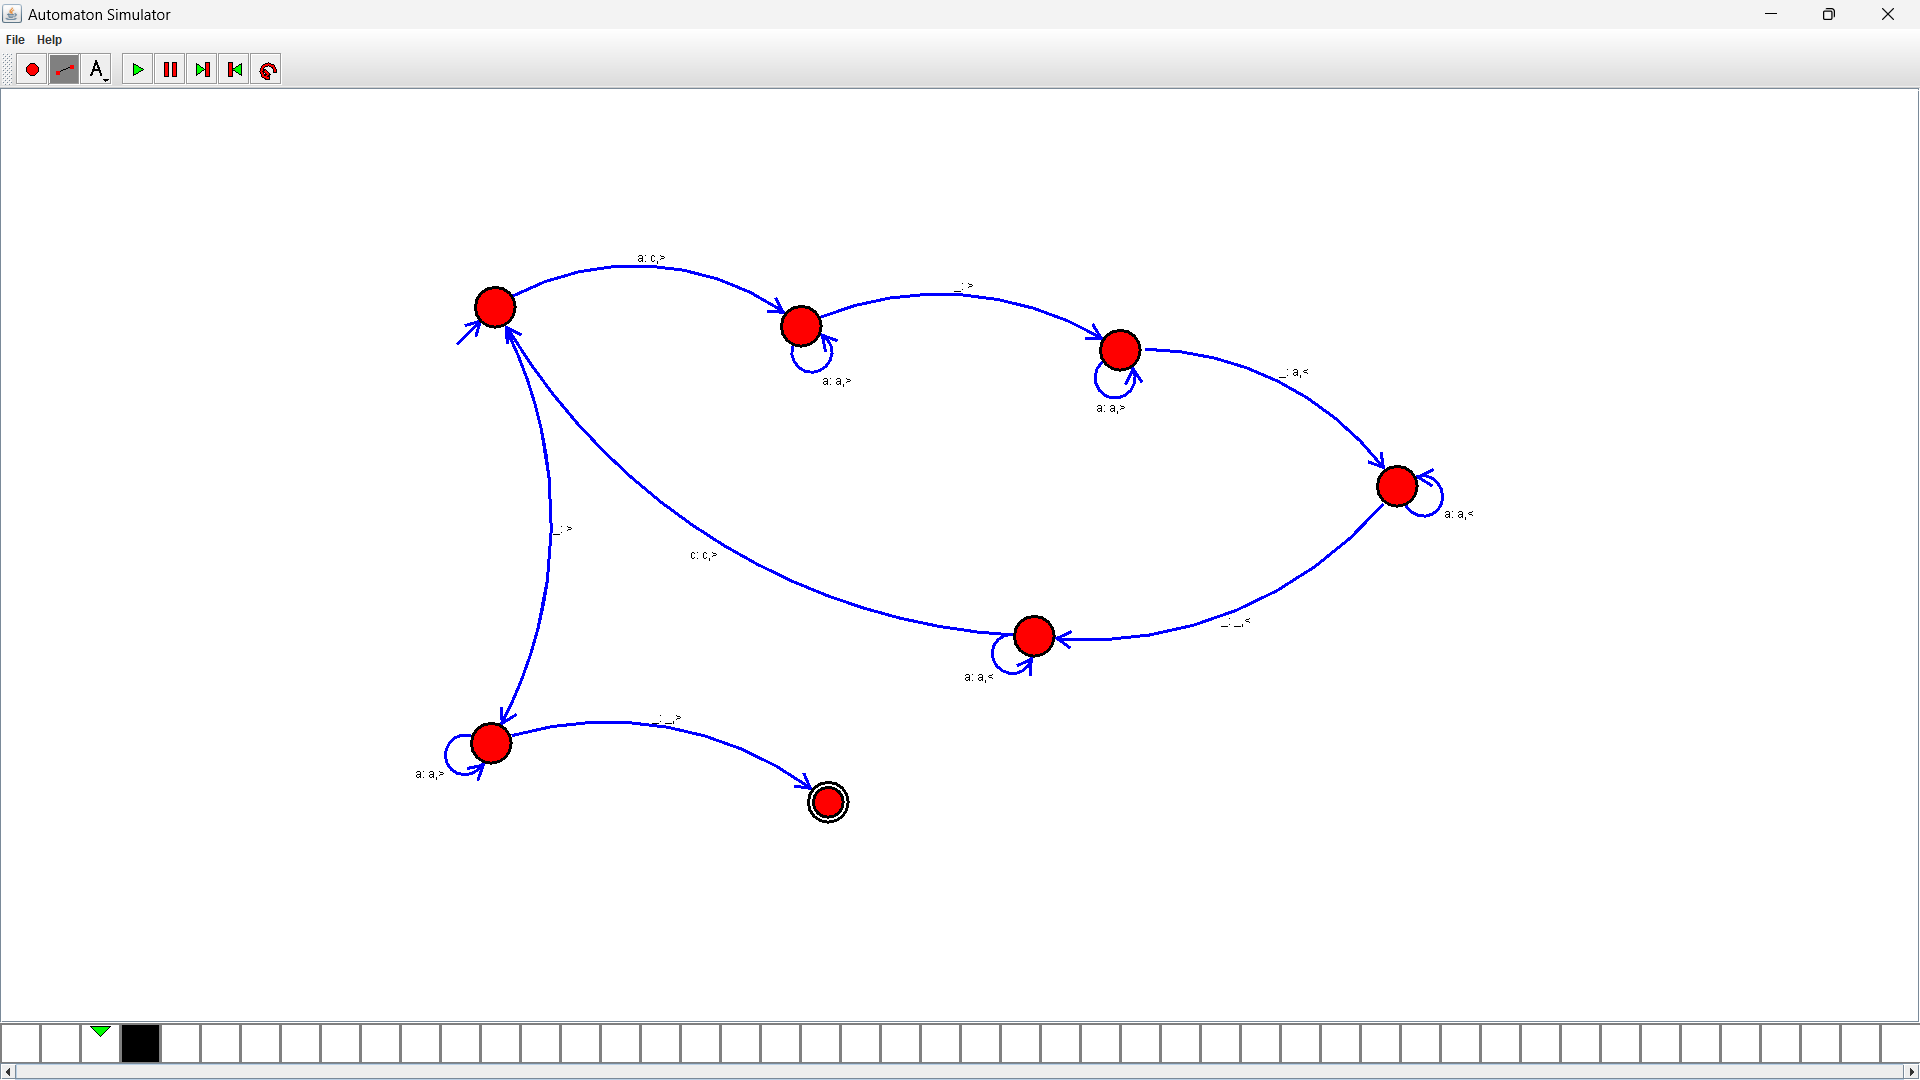 Automaton Simulator
File Help
A
a: c,>
_: >
a: a,>
_: a,<
a: a,>
a: a,<
_: >
c: c,>
_: _,<
a: a,<
_: _,>
a: a,>